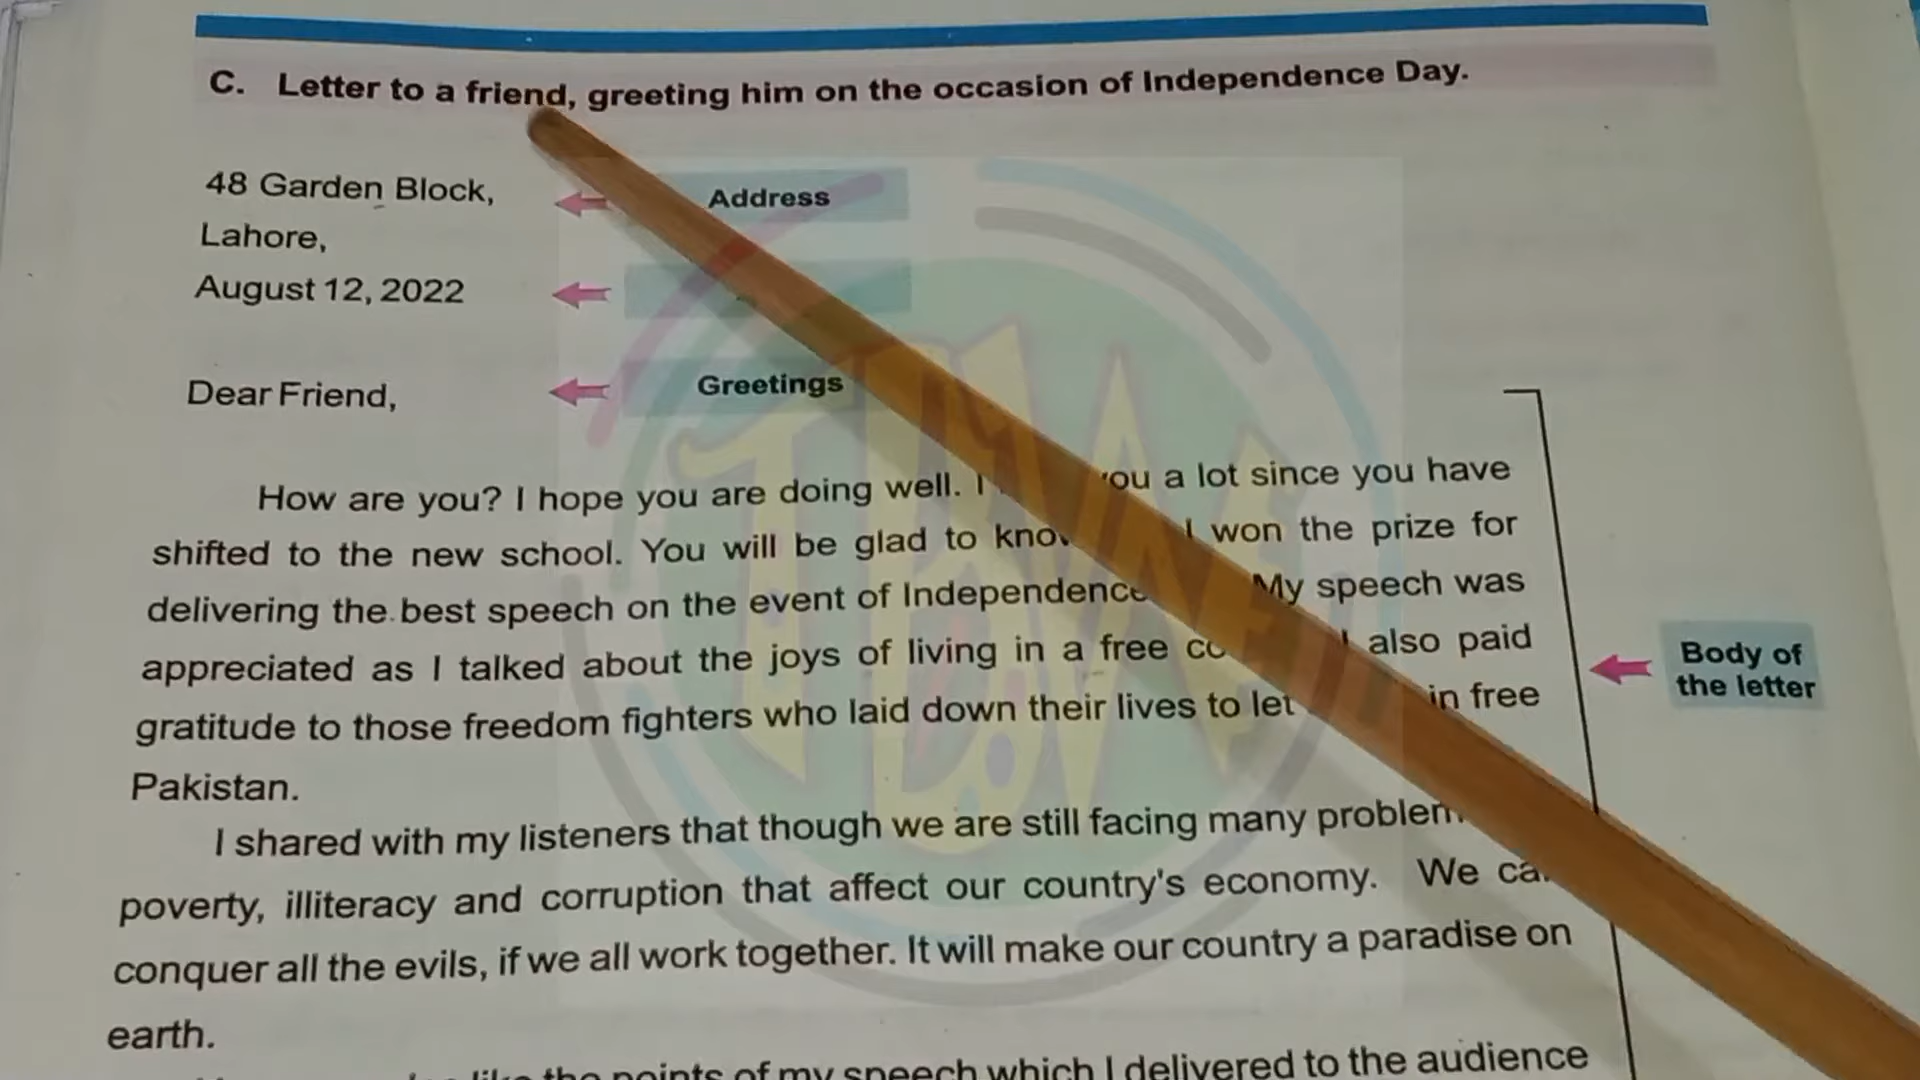 C. Letter to a friend, greeting him on the occasion of Independence Day.
48 Garden Block,
Address
Lahore,
August 12, 2022
Dear Friend,
Greetings
How are you? I hope you are doing well. I a lot since you have
shifted to the new school. You will be glad to I won the prize for
delivering the best speech on the event of Independence My speech was
appreciated as I talked about the joys of living in a free I also paid
gratitude to those freedom fighters who laid down their lives to let in free
Pakistan.
Body of
the letter
I shared with my listeners that though we are still facing many
poverty, illiteracy and corruption that affect our country's economy. We
conquer all the evils, if we all work together. It will make our country a paradise on
earth.
like the points of my speech which I delivered to the audience